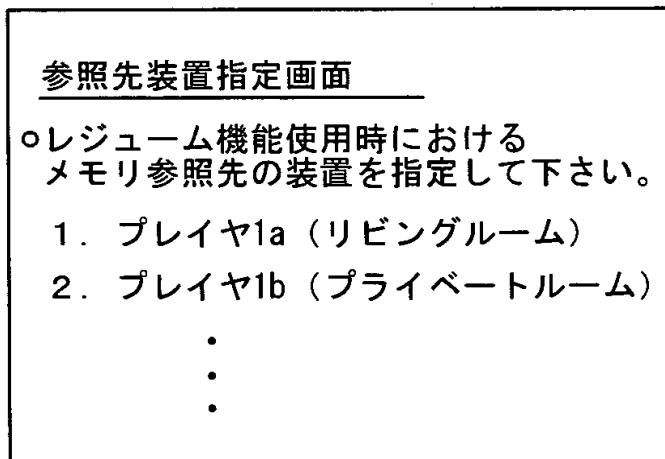 参照先装置指定画面
○レジューム機能使用時における
メモリ参照先の装置を指定して下さい。
1. プレイヤ1a（リビングルーム）
2. プレイヤ1b（プライベートルーム）
・
・
・